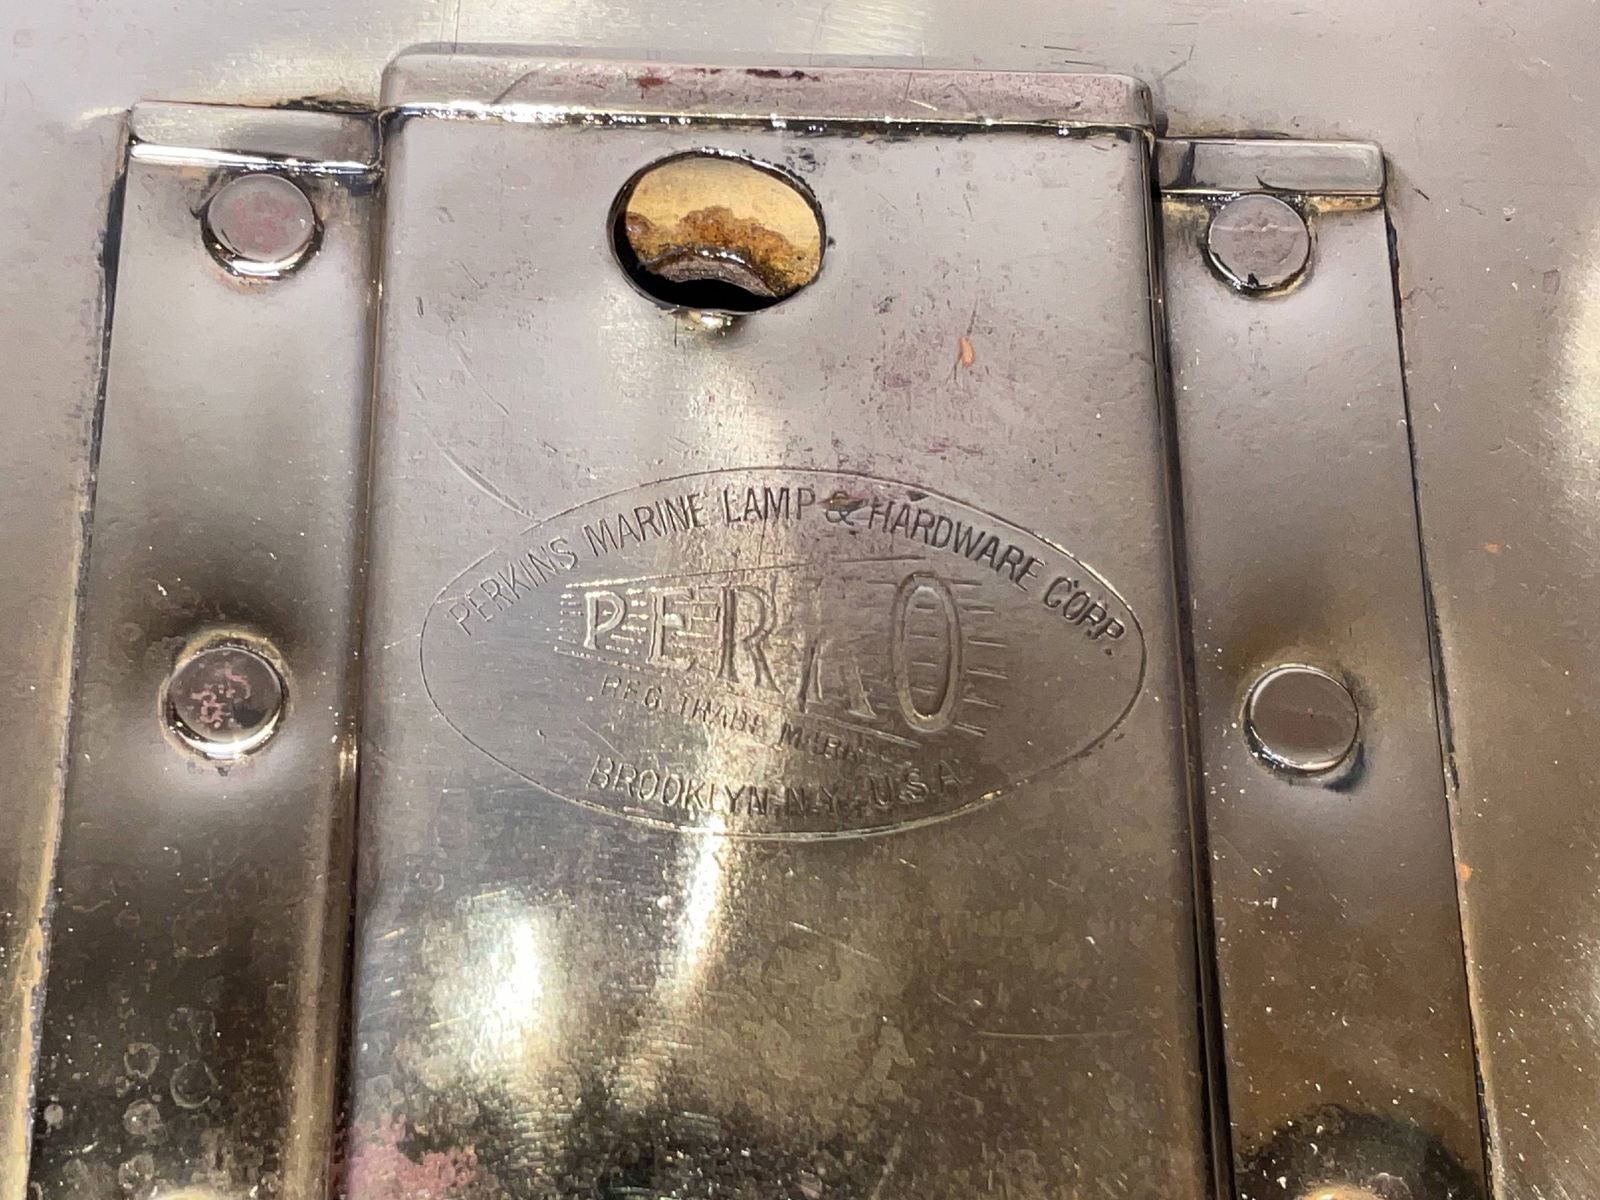 PERKINS MARINE LAMP & HARDWARE CORP.
PERKO
REG. TRADE MARK
BROOKLYN, N.Y., U.S.A.